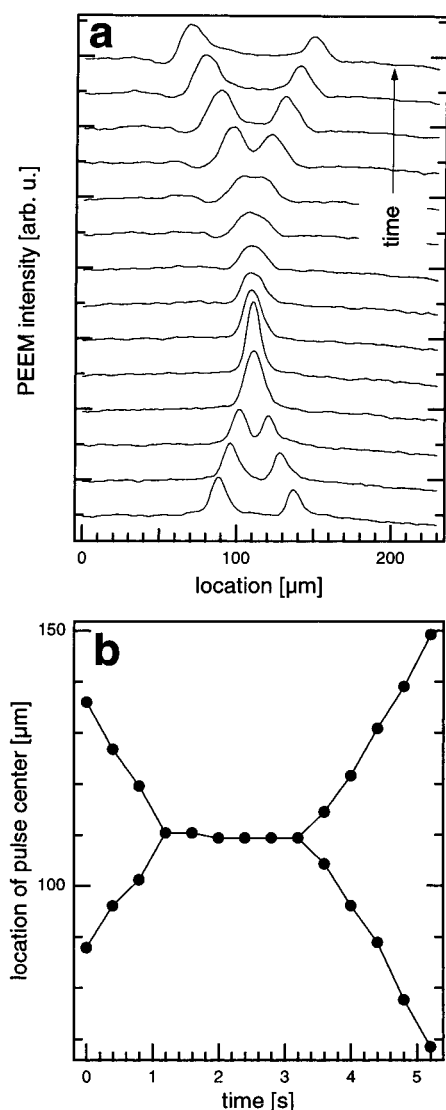 a
PEEM intensity [arb. u.]
time
0 100 200
location [µm]
b
location of pulse center [µm]
150
100
0 1 2 3 4 5
time [s]